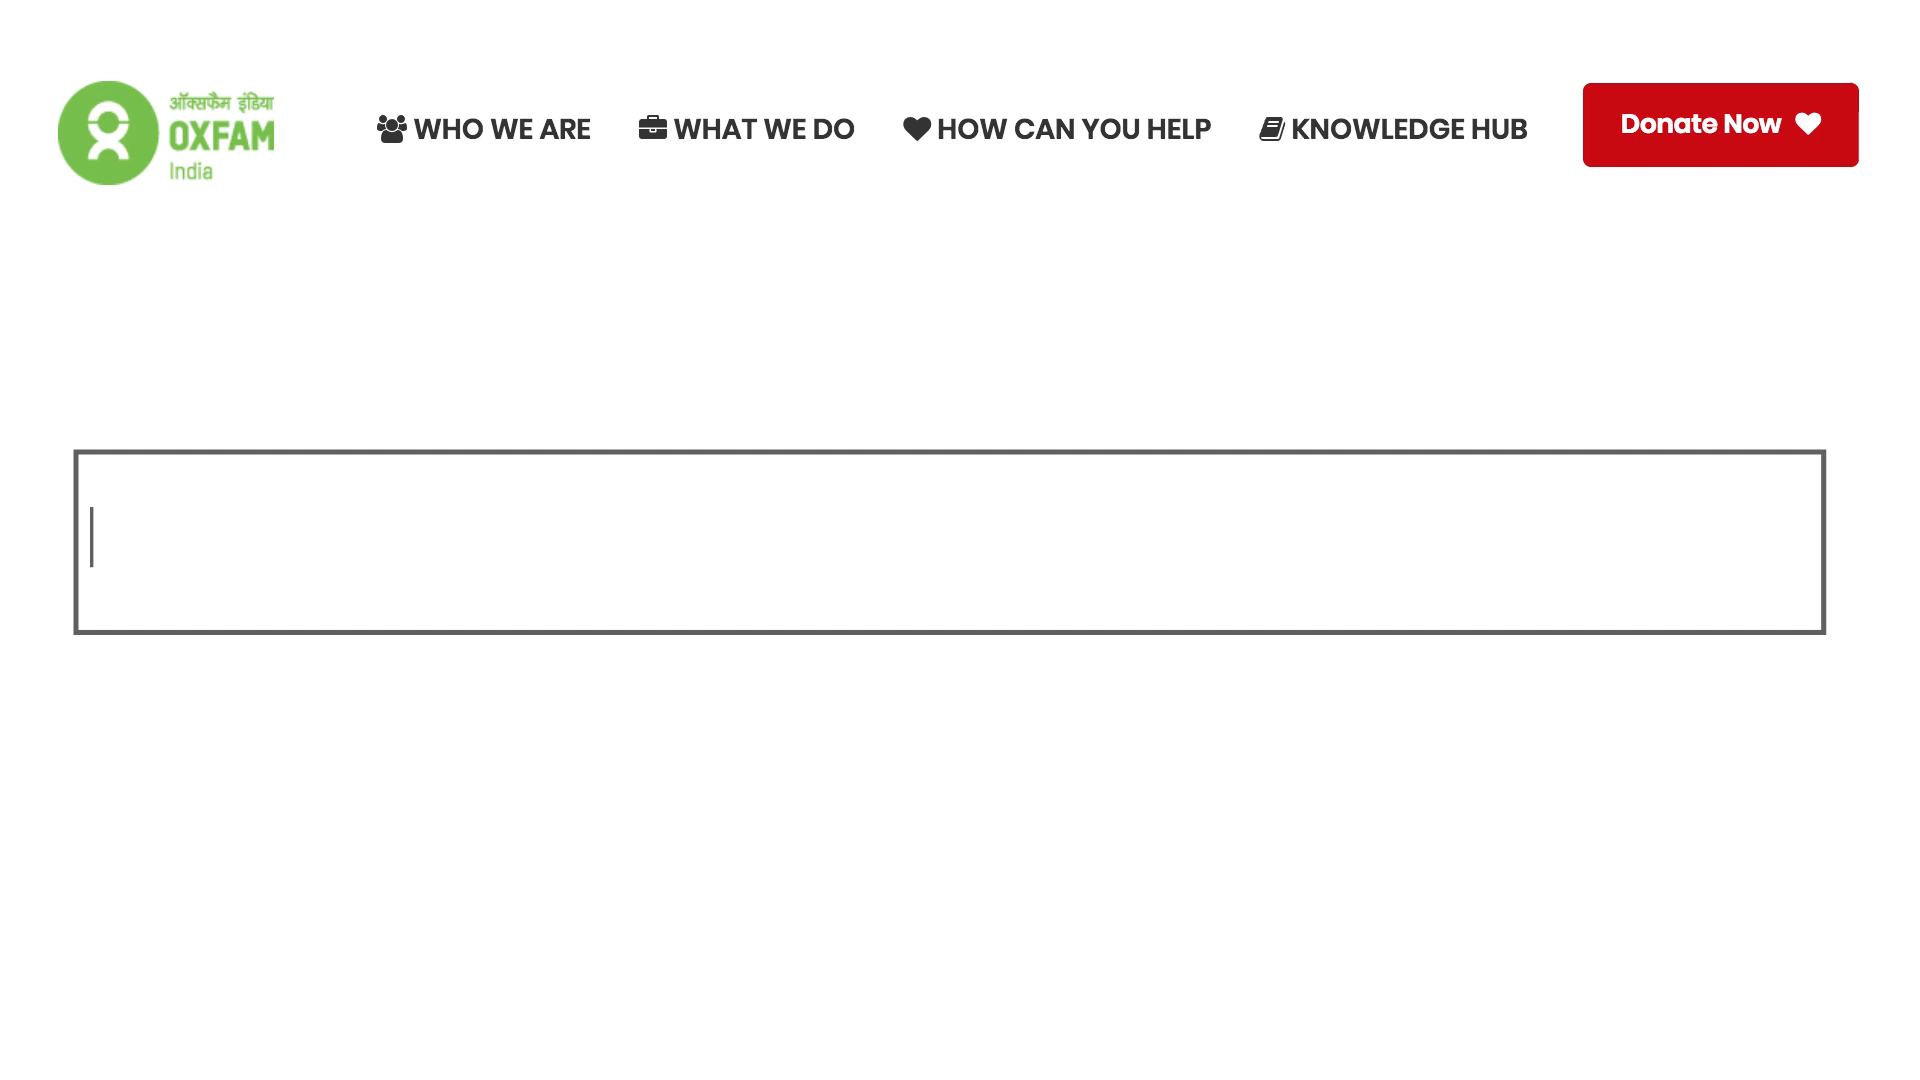 ऑक्सफैम इंडिया
OXFAM
India
WHO WE ARE
WHAT WE DO
HOW CAN YOU HELP
KNOWLEDGE HUB
Donate Now